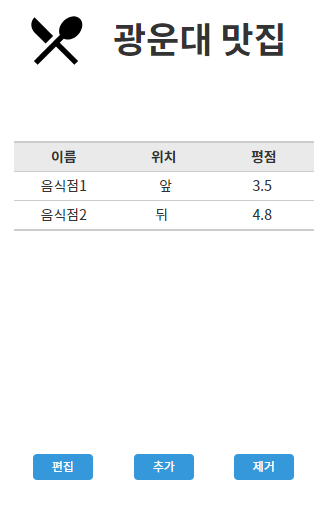 광운대 맛집
이름 위치 평점
음식점1 앞 3.5
음식점2 뒤 4.8
편집 추가 제거